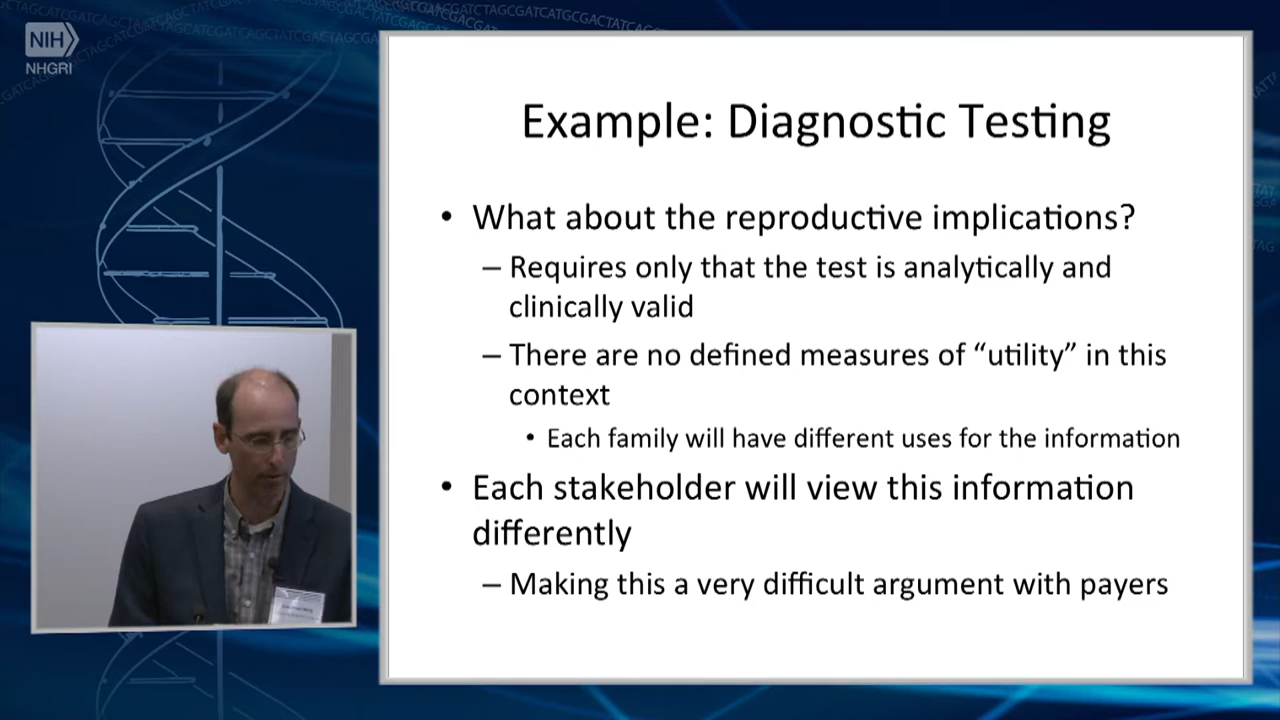 NIH
NHGRI
Example: Diagnostic Testing
• What about the reproductive implications?
– Requires only that the test is analytically and
clinically valid
– There are no defined measures of “utility” in this
context
• Each family will have different uses for the information
• Each stakeholder will view this information
differently
– Making this a very difficult argument with payers